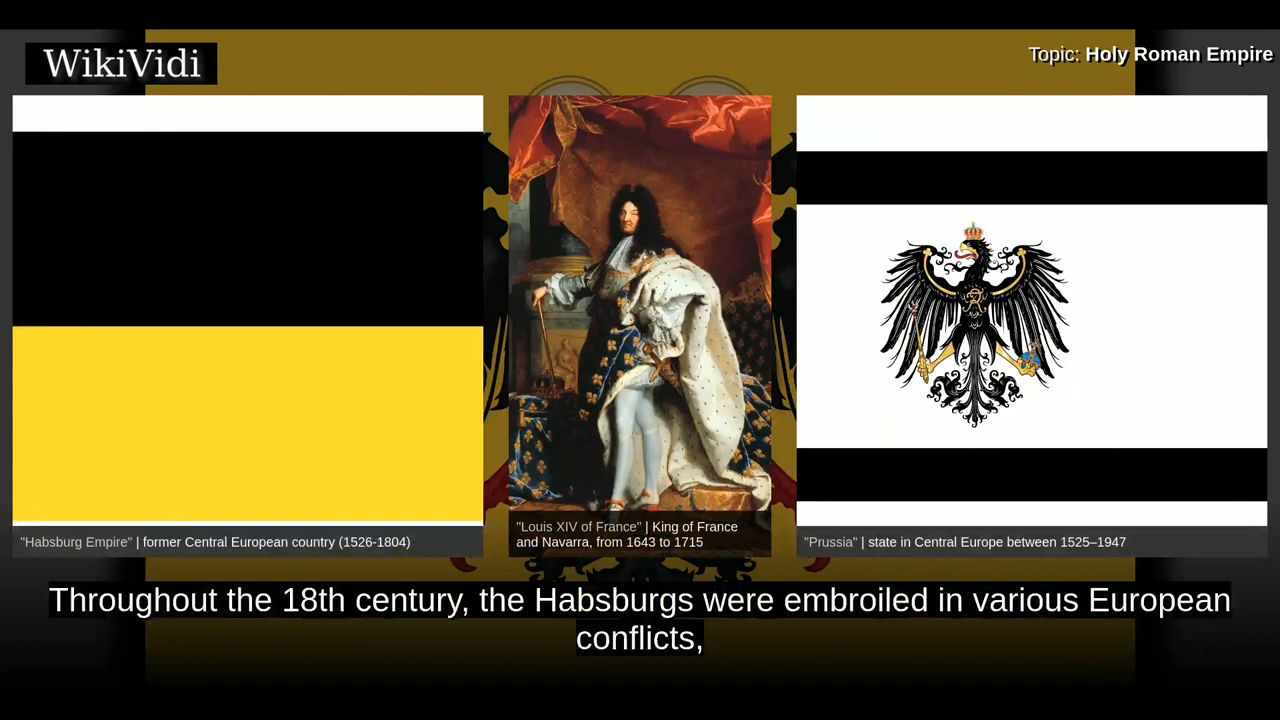 WikiVidi
Topic: Holy Roman Empire
"Habsburg Empire" | former Central European country (1526-1804)
"Louis XIV of France" | King of France
and Navarra, from 1643 to 1715
"Prussia" | state in Central Europe between 1525–1947
Throughout the 18th century, the Habsburgs were embroiled in various European
conflicts,